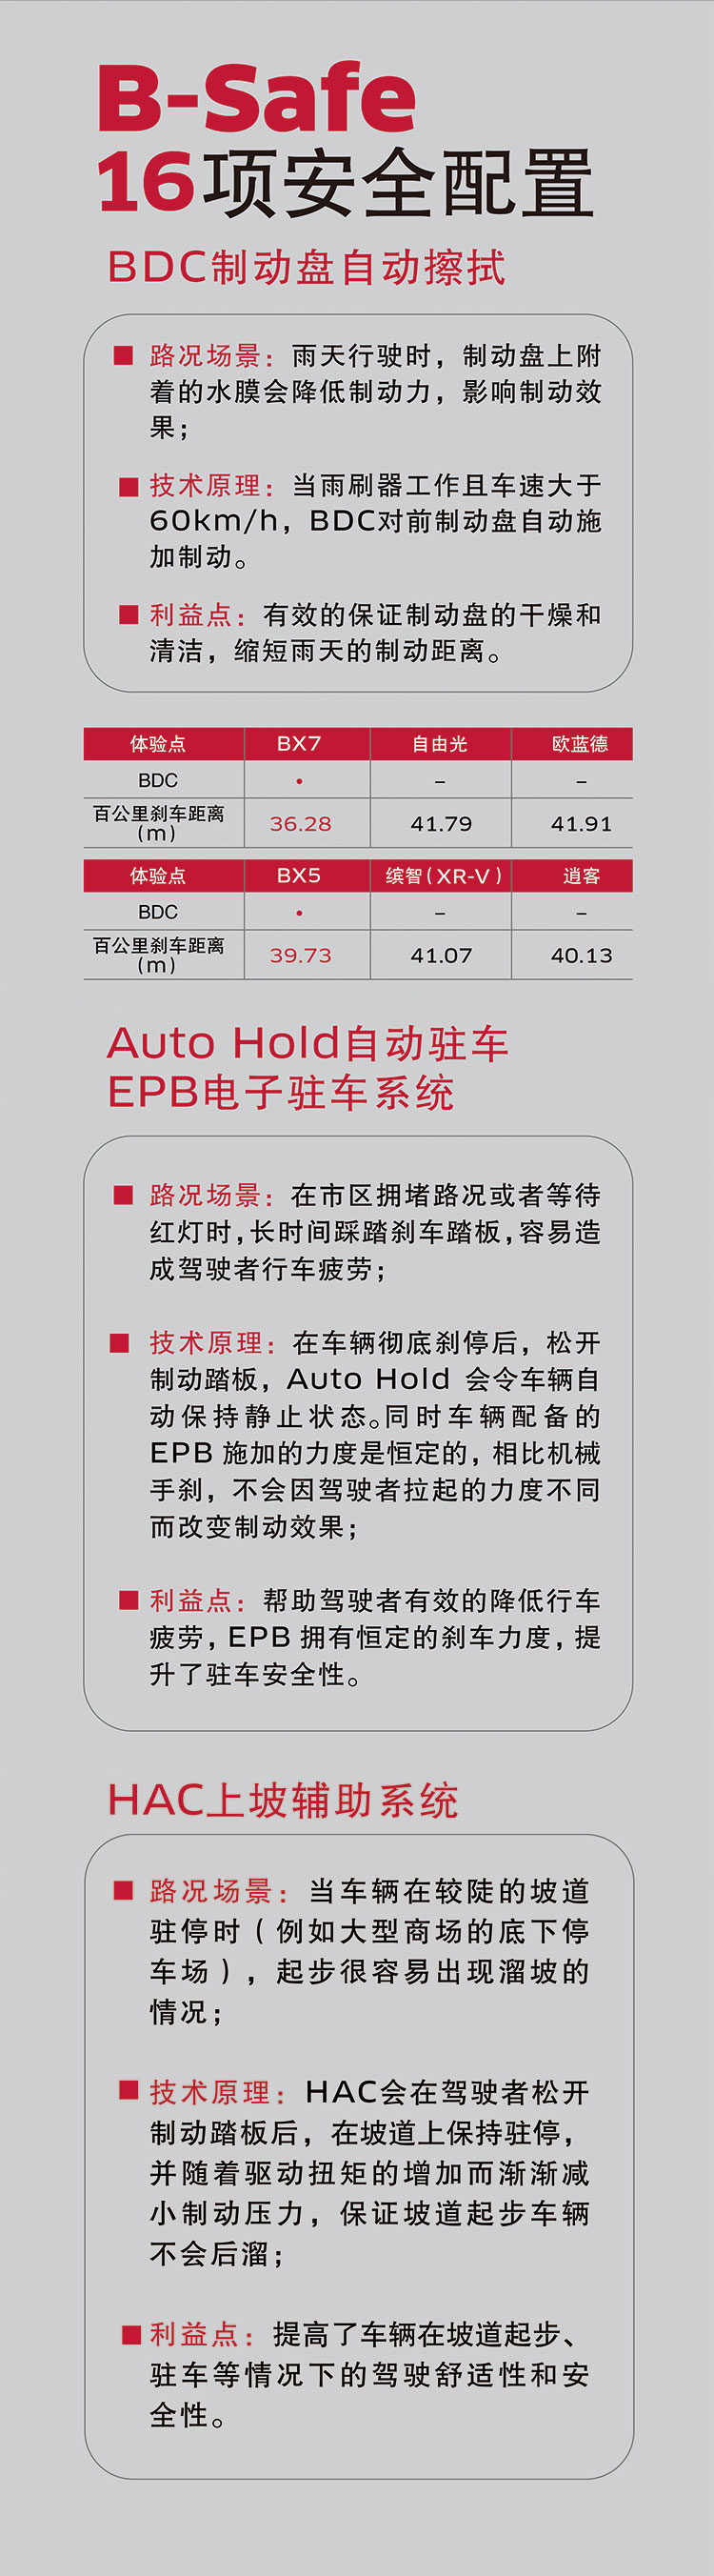 B-Safe
16项安全配置
BDC制动盘自动擦拭
■ 路况场景：雨天行驶时，制动盘上附
着的水膜会降低制动力，影响制动效
果；
■ 技术原理：当雨刷器工作且车速大于
60km/h，BDC对前制动盘自动施
加制动。
■ 利益点：有效的保证制动盘的干燥和
清洁，缩短雨天的制动距离。
体验点 BX7 自由光 欧蓝德
BDC • – –
百公里刹车距离 36.28 41.79 41.91
(m)
体验点 BX5 缤智(XR-V) 逍客
BDC • – –
百公里刹车距离 39.73 41.07 40.13
(m)
Auto Hold自动驻车
EPB电子驻车系统
■ 路况场景：在市区拥堵路况或者等待
红灯时,长时间踩踏刹车踏板,容易造
成驾驶者行车疲劳；
■ 技术原理：在车辆彻底刹停后，松开
制动踏板，Auto Hold 会令车辆自
动保持静止状态。同时车辆配备的
EPB 施加的力度是恒定的，相比机械
手刹，不会因驾驶者拉起的力度不同
而改变制动效果；
■ 利益点：帮助驾驶者有效的降低行车
疲劳，EPB 拥有恒定的刹车力度，提
升了驻车安全性。
HAC上坡辅助系统
■ 路况场景：当车辆在较陡的坡道
驻停时（例如大型商场的底下停
车场），起步很容易出现溜坡的
情况；
■ 技术原理：HAC会在驾驶者松开
制动踏板后，在坡道上保持驻停，
并随着驱动扭矩的增加而渐渐减
小制动压力，保证坡道起步车辆
不会后溜；
■ 利益点：提高了车辆在坡道起步、
驻车等情况下的驾驶舒适性和安
全性。